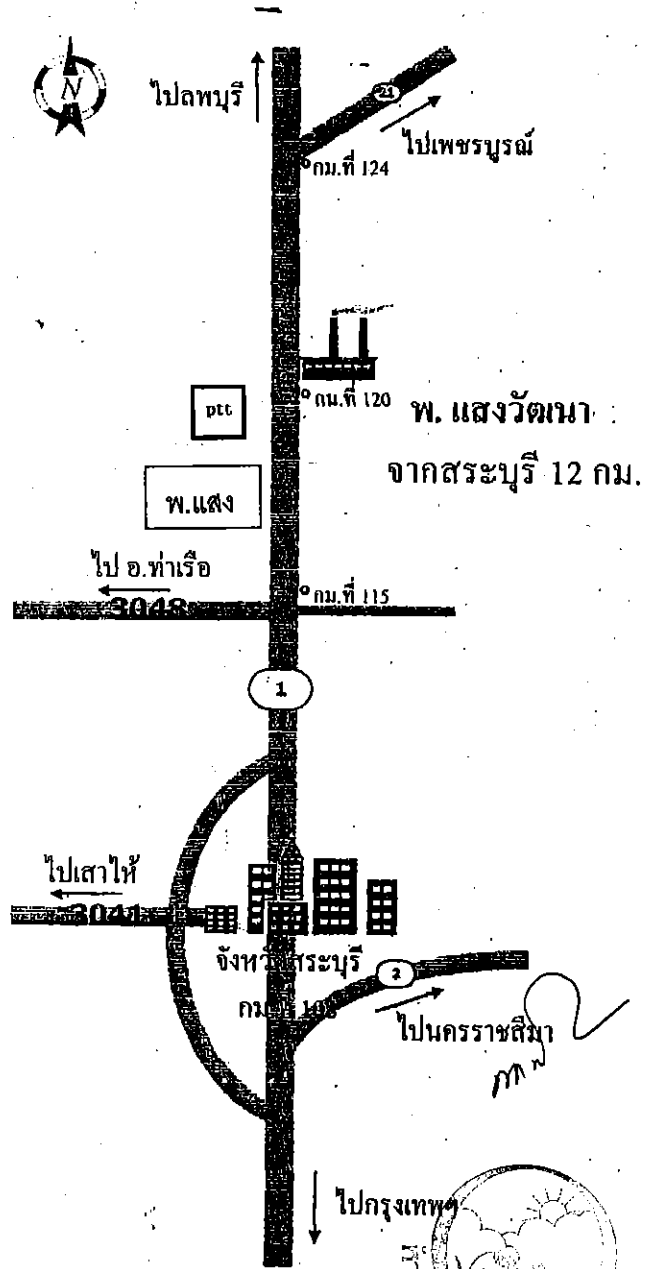 N
ไปลพบุรี
21
ไปเพชรบูรณ์
กม.ที่ 124
ptt
กม.ที่ 120
พ. แสงวัฒนา
จากสระบุรี 12 กม.
พ.แสง
ไป อ.ท่าเรือ
3048
กม.ที่ 115
1
ไปเสาไห้
3041
จังหวัดสระบุรี
2
ไปนครราชสีมา
ไปกรุงเทพฯ